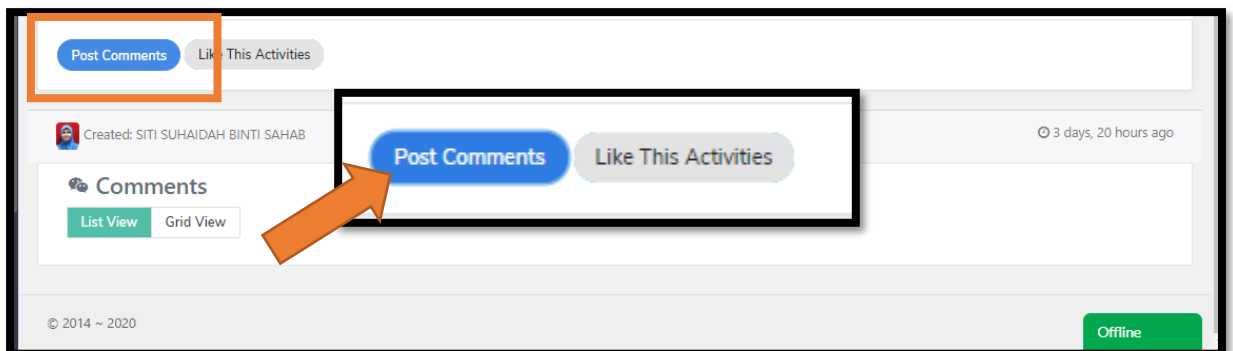 Post Comments Like This Activities
Created: SITI SUHAIDAH BINTI SAHAB
3 days, 20 hours ago
Post Comments Like This Activities
Comments
List View Grid View
© 2014 ~ 2020
Offline